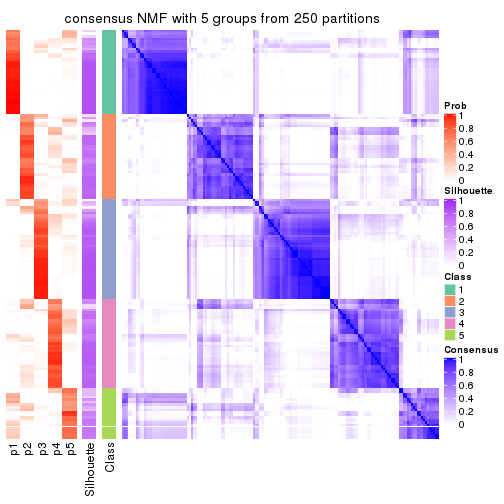 consensus NMF with 5 groups from 250 partitions
p1
p2
p3
p4
p5
Silhouette
Class
Prob
1
0.8
0.6
0.4
0.2
0
Silhouette
1
0.8
0.6
0.4
0.2
0
Class
1
2
3
4
5
Consensus
1
0.8
0.6
0.4
0.2
0